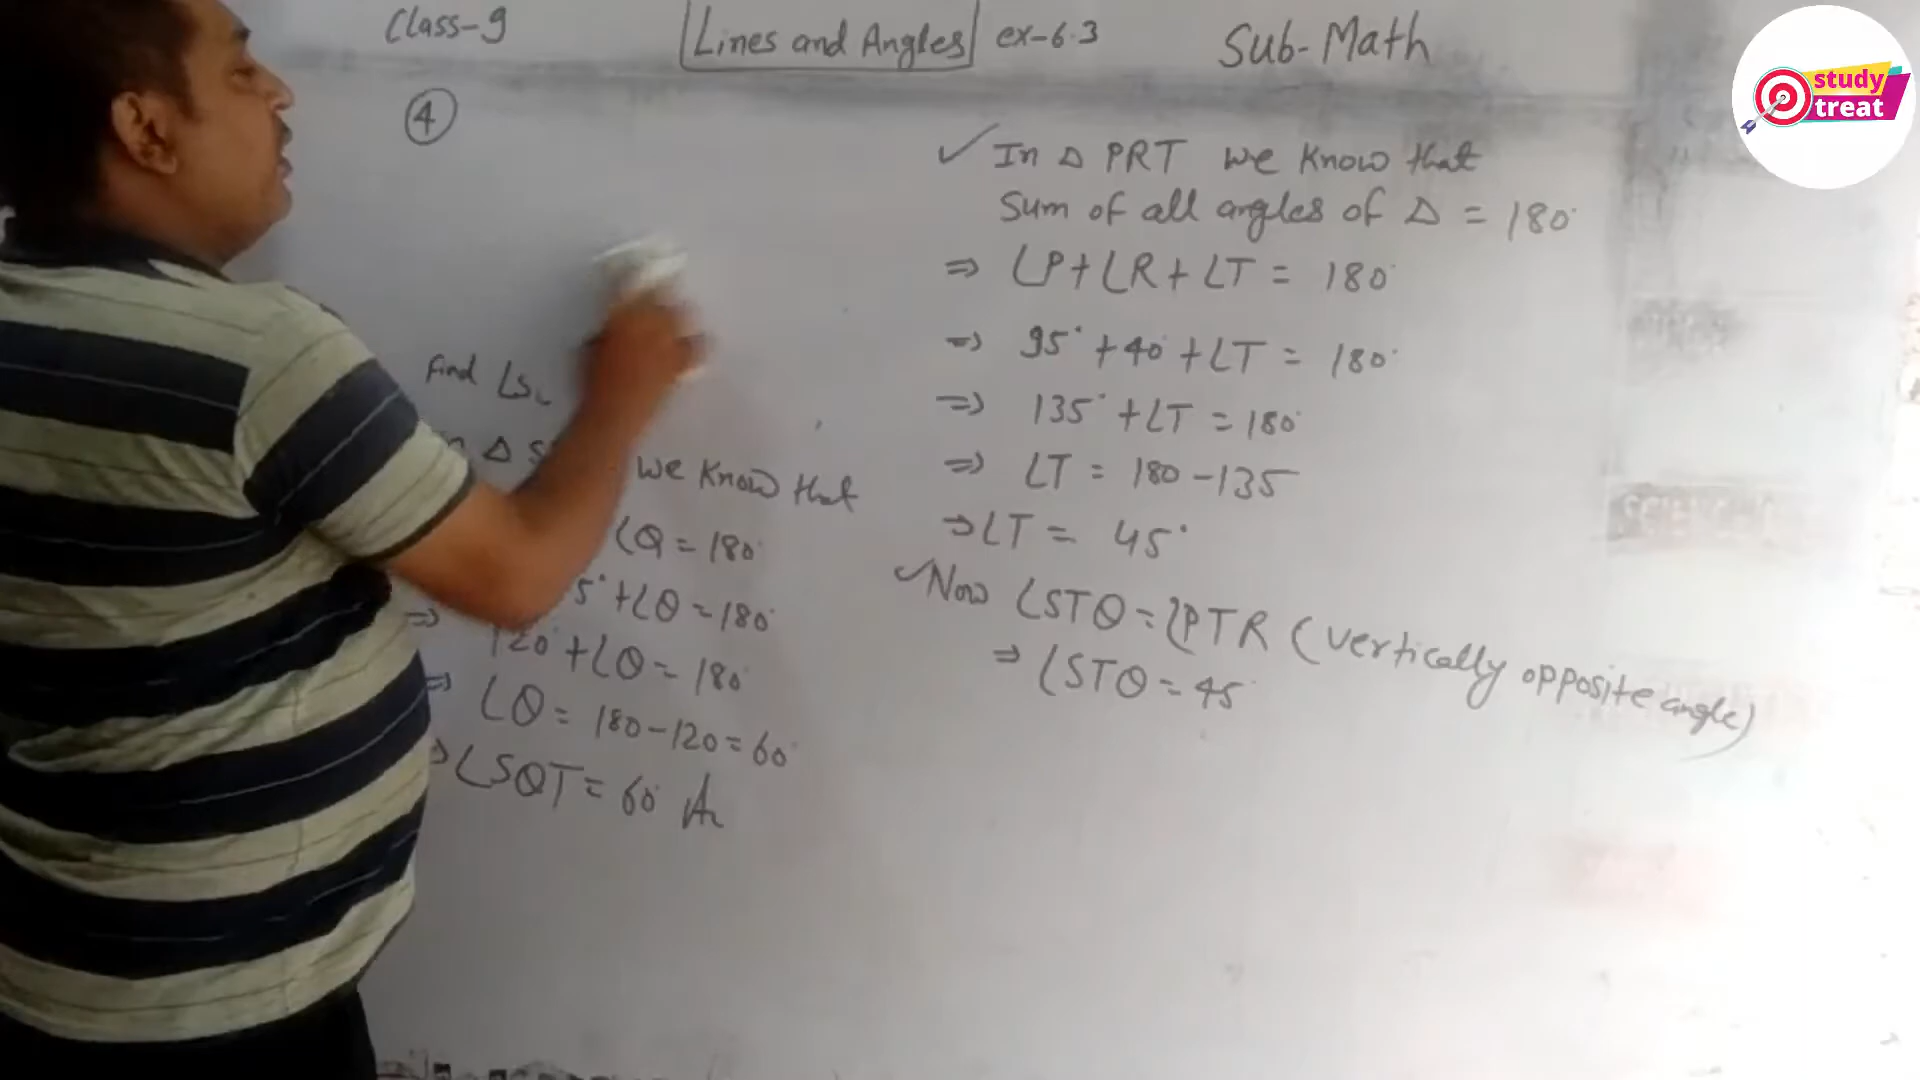 Class-9
Lines and Angles ex-6.3
Sub-Math
study
treat
4
✓ In Δ PRT we know that
Sum of all angles of Δ = 180°
⇒ ∠P+∠R+∠T = 180°
⇒ 95°+40°+∠T = 180°
⇒ 135°+∠T = 180°
⇒ ∠T = 180-135
⇒∠T = 45°
✓Now ∠STQ=∠PTR (vertically opposite angle)
⇒ ∠STQ=45°
find
Δ S we know that
∠Q = 180°
5°+∠Q=180°
⇒ 120°+∠Q=180°
⇒ ∠Q= 180-120=60°
⇒∠SQT=60°